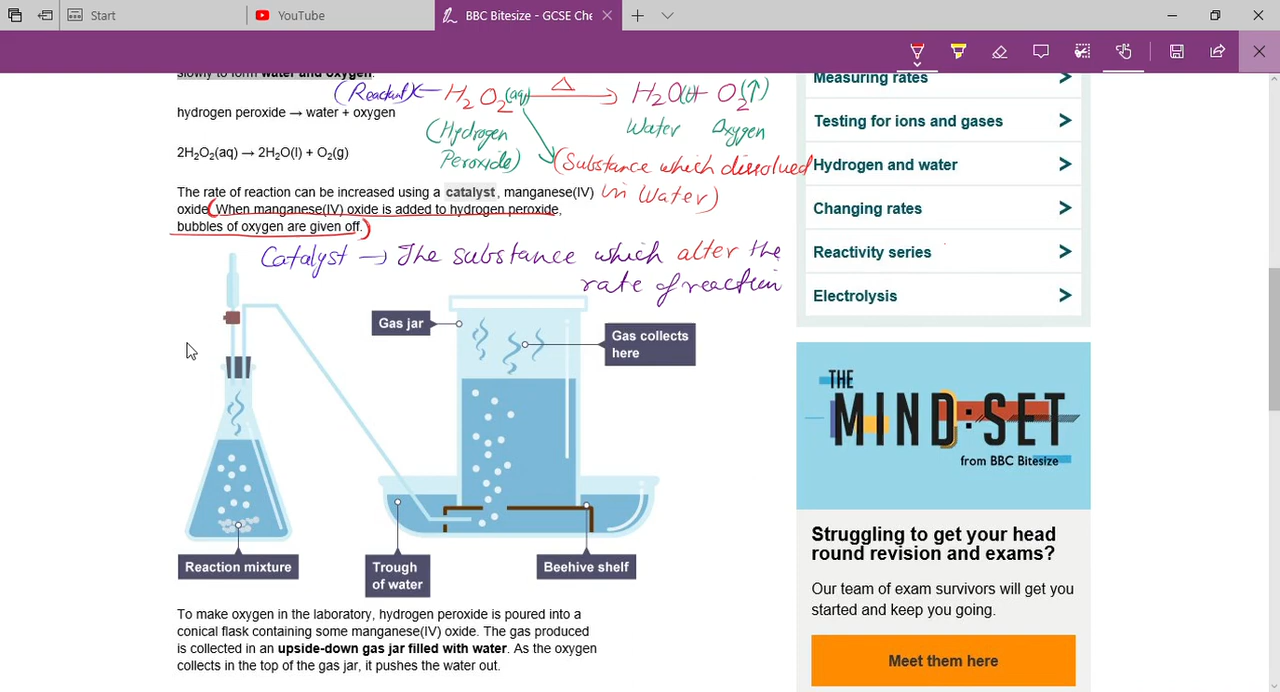 Start
YouTube
BBC Bitesize - GCSE Che
slowly to form water and oxygen.
(Reactant) ← H₂O₂(aq) —Δ→ H₂O(l) + O₂(↑)
hydrogen peroxide → water + oxygen
(Hydrogen Peroxide)
Water Oxygen
2H₂O₂(aq) → 2H₂O(l) + O₂(g)
(Substance which dissolved
in Water)
The rate of reaction can be increased using a catalyst, manganese(IV)
oxide. (When manganese(IV) oxide is added to hydrogen peroxide,
bubbles of oxygen are given off.)
Catalyst → The substance which alter the
rate of reaction
Gas jar
Gas collects
here
Reaction mixture
Trough
of water
Beehive shelf
To make oxygen in the laboratory, hydrogen peroxide is poured into a
conical flask containing some manganese(IV) oxide. The gas produced
is collected in an upside-down gas jar filled with water. As the oxygen
collects in the top of the gas jar, it pushes the water out.
Measuring rates
Testing for ions and gases
Hydrogen and water
Changing rates
Reactivity series
Electrolysis
THE
MIND:SET
from BBC Bitesize
Struggling to get your head
round revision and exams?
Our team of exam survivors will get you
started and keep you going.
Meet them here